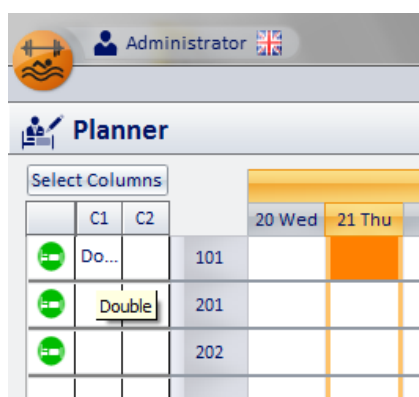 Administrator
Planner
Select Columns
C1 C2 20 Wed 21 Thu
Do... 101
Double 201
202